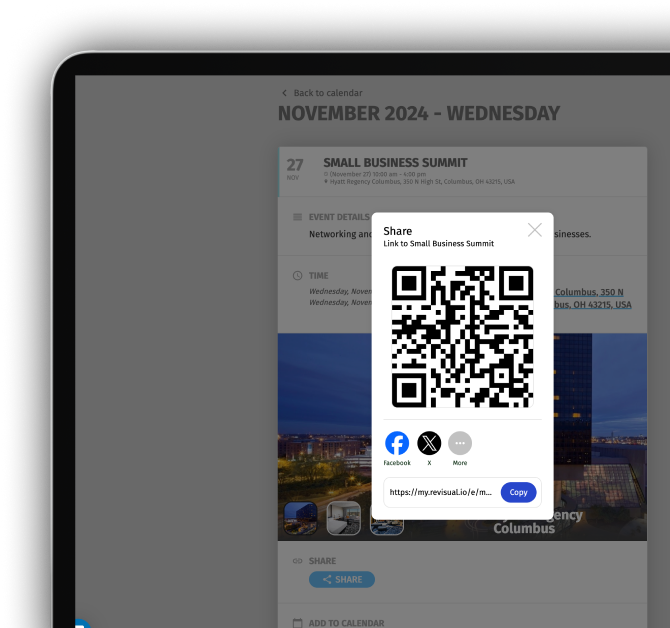 Back to calendar
NOVEMBER 2024 - WEDNESDAY
27
NOV
SMALL BUSINESS SUMMIT
(November 27) 10:00 am - 4:00 pm
Hyatt Regency Columbus, 350 N High St, Columbus, OH 43215, USA
EVENT DETAILS
Networking and
sinesses.
TIME
Wednesday, Novem
Wednesday, Novem
Columbus, 350 N
bus, OH 43215, USA
Share
Link to Small Business Summit
Facebook
X
More
https://my.revisual.io/e/m...
Copy
ency
Columbus
SHARE
SHARE
ADD TO CALENDAR